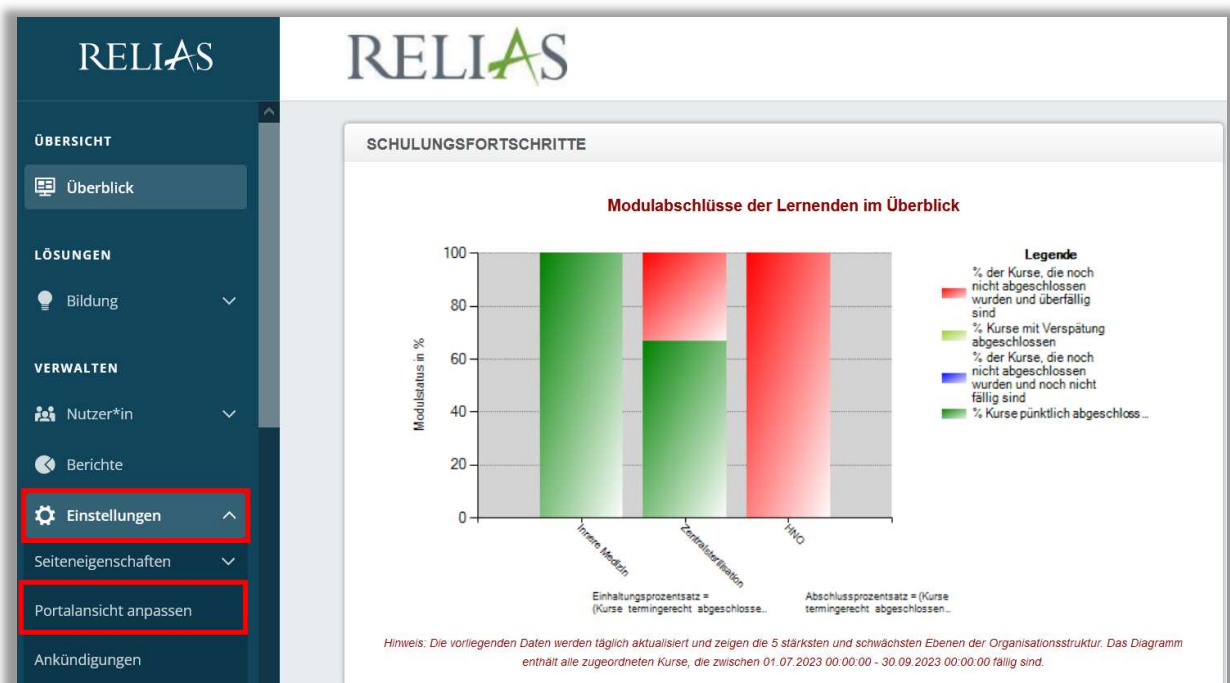 RELIAS
RELIAS
ÜBERSICHT
Überblick
LÖSUNGEN
Bildung
VERWALTEN
Nutzer*in
Berichte
Einstellungen
Seiteneigenschaften
Portalansicht anpassen
Ankündigungen
SCHULUNGSFORTSCHRITTE
Modulabschlüsse der Lernenden im Überblick
Modulstatus in %
100
80
60
40
20
0
Innere Medizin
Zentralsterilisation
HNO
Legende
% der Kurse, die noch
nicht abgeschlossen
wurden und überfällig
sind
% Kurse mit Verspätung
abgeschlossen
% der Kurse, die noch
nicht abgeschlossen
wurden und noch nicht
fällig sind
% Kurse pünktlich abgeschloss...
Einhaltungsprozentsatz =
(Kurse termingerecht abgeschlosse...
Abschlussprozentsatz = (Kurse
termingerecht abgeschlossen...
Hinweis: Die vorliegenden Daten werden täglich aktualisiert und zeigen die 5 stärksten und schwächsten Ebenen der Organisationsstruktur. Das Diagramm
enthält alle zugeordneten Kurse, die zwischen 01.07.2023 00:00:00 - 30.09.2023 00:00:00 fällig sind.